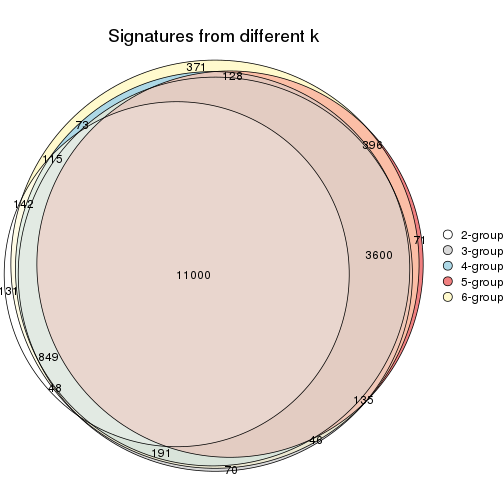 Signatures from different k
371
128
73
396
115
142
71
3600
11000
131
849
48
135
46
191
70
2-group
3-group
4-group
5-group
6-group